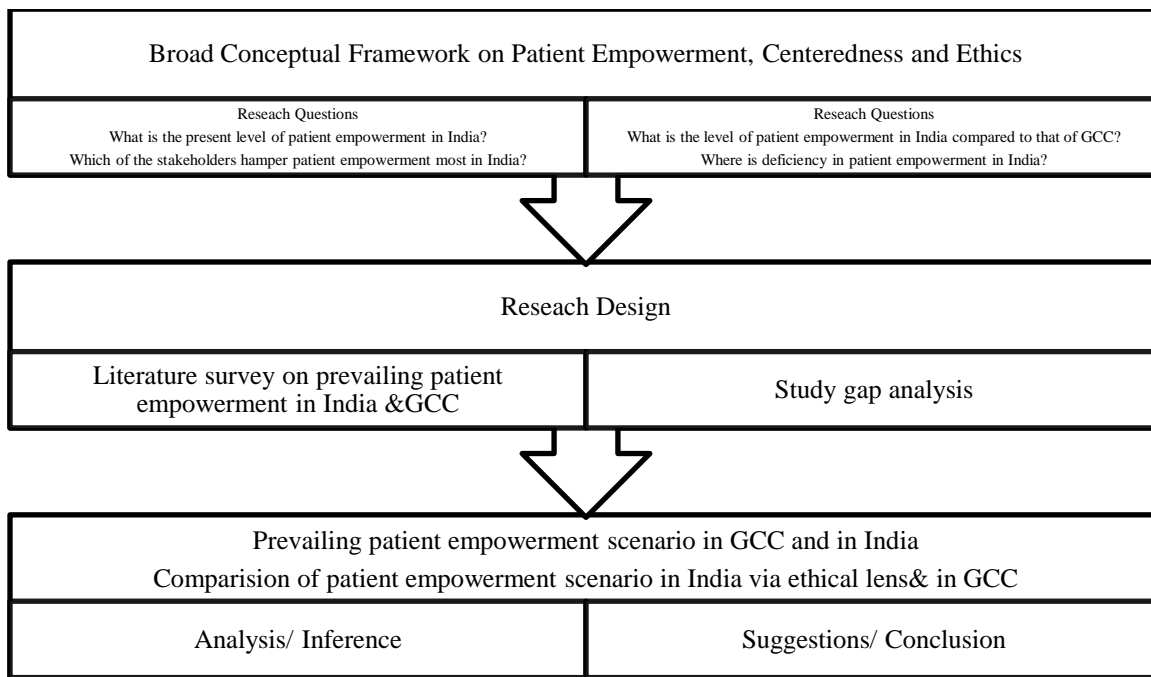 Broad Conceptual Framework on Patient Empowerment, Centeredness and Ethics
Reseach Questions
What is the present level of patient empowerment in India?
Which of the stakeholders hamper patient empowerment most in India?
Reseach Questions
What is the level of patient empowerment in India compared to that of GCC?
Where is deficiency in patient empowerment in India?
Reseach Design
Literature survey on prevailing patient
empowerment in India &GCC
Study gap analysis
Prevailing patient empowerment scenario in GCC and in India
Comparision of patient empowerment scenario in India via ethical lens& in GCC
Analysis/ Inference
Suggestions/ Conclusion